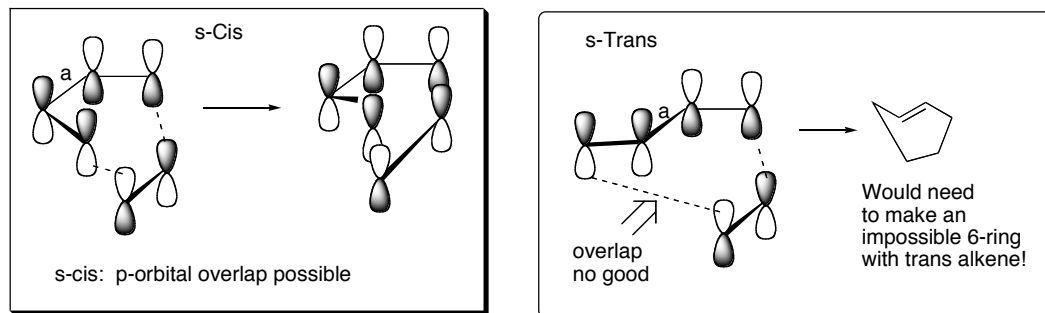 s-Cis
a
s-cis: p-orbital overlap possible
s-Trans
a
overlap
no good
Would need
to make an
impossible 6-ring
with trans alkene!